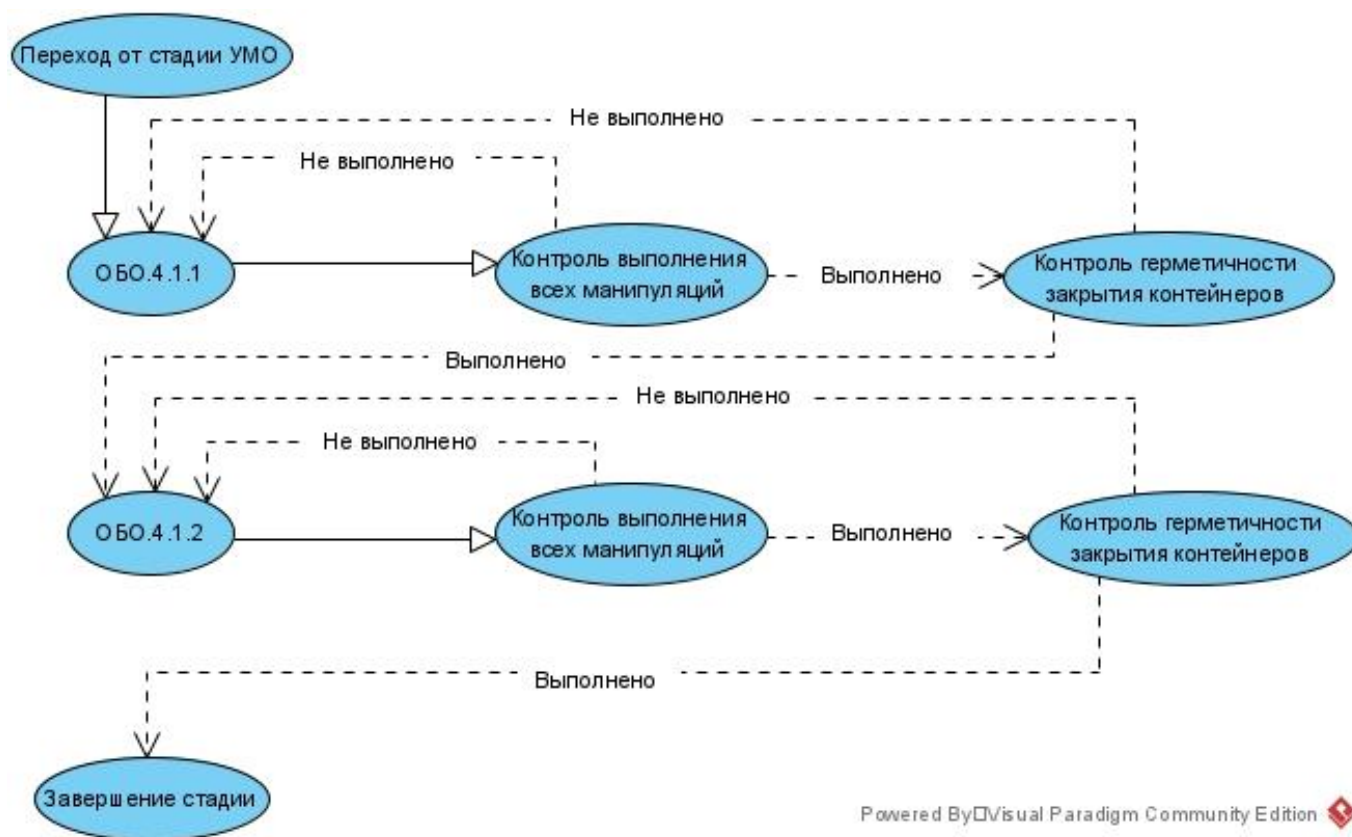 Переход от стадии УМО
Не выполнено
Не выполнено
ОБО.4.1.1
Контроль выполнения
всех манипуляций
Выполнено
Контроль герметичности
закрытия контейнеров
Выполнено
Не выполнено
Не выполнено
ОБО.4.1.2
Контроль выполнения
всех манипуляций
Выполнено
Контроль герметичности
закрытия контейнеров
Выполнено
Завершение стадии
Powered By□Visual Paradigm Community Edition